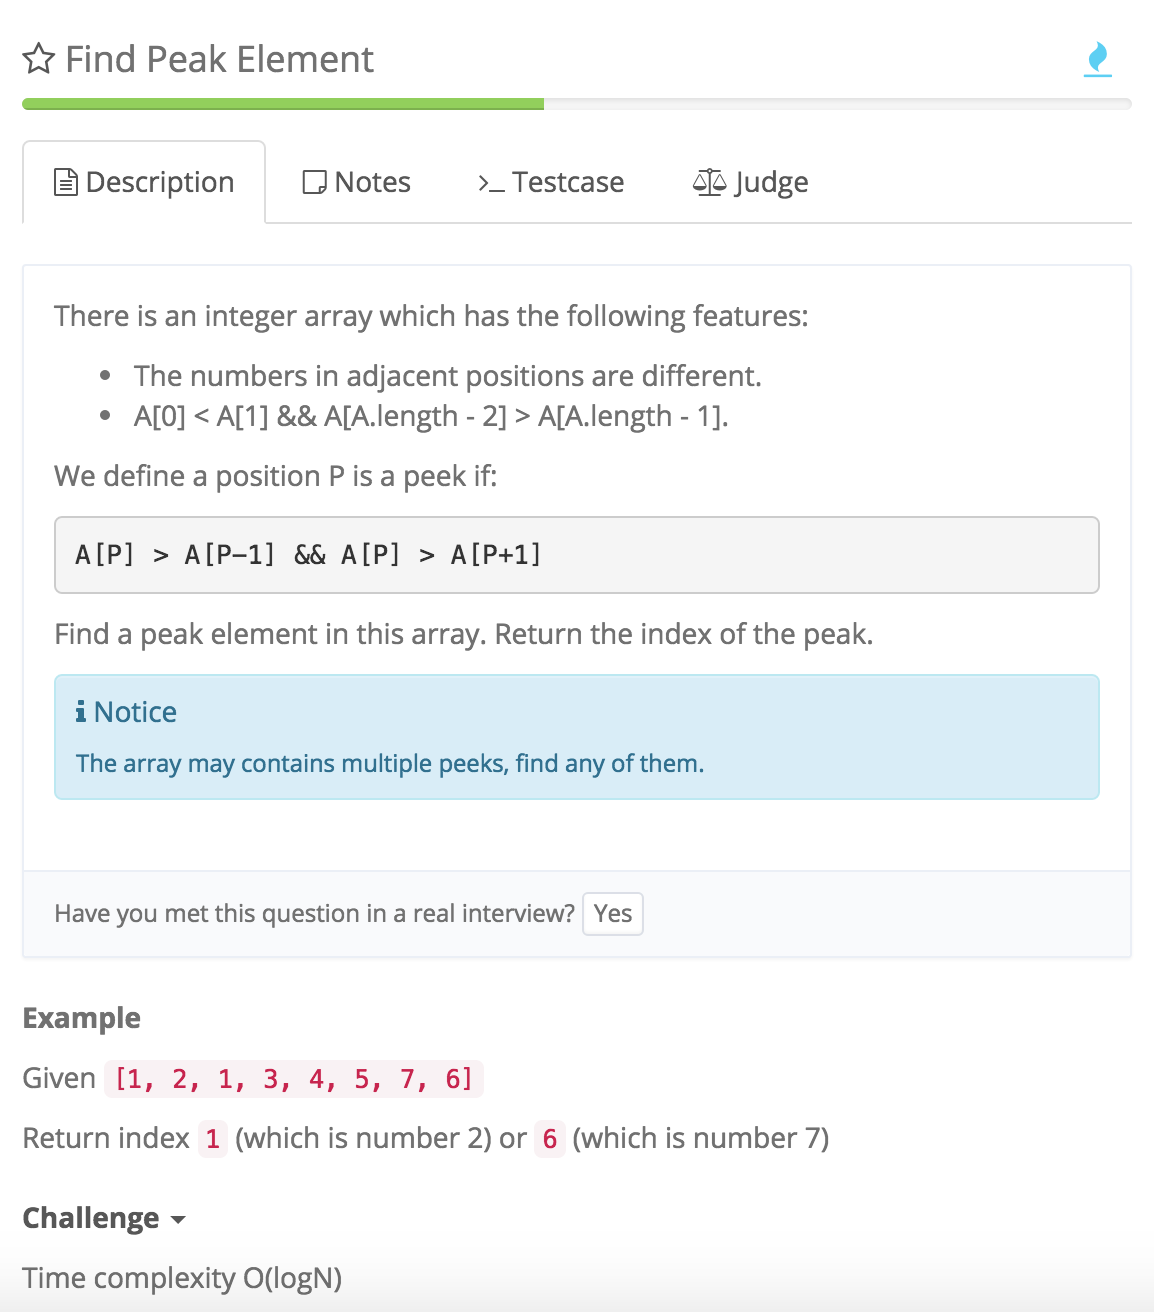 Find Peak Element
Description
Notes
Testcase
Judge
There is an integer array which has the following features:
• The numbers in adjacent positions are different.
• A[0] < A[1] && A[A.length - 2] > A[A.length - 1].
We define a position P is a peek if:
A[P] > A[P-1] && A[P] > A[P+1]
Find a peak element in this array. Return the index of the peak.
Notice
The array may contains multiple peeks, find any of them.
Have you met this question in a real interview? Yes
Example
Given [1, 2, 1, 3, 4, 5, 7, 6]
Return index 1 (which is number 2) or 6 (which is number 7)
Challenge
Time complexity O(logN)